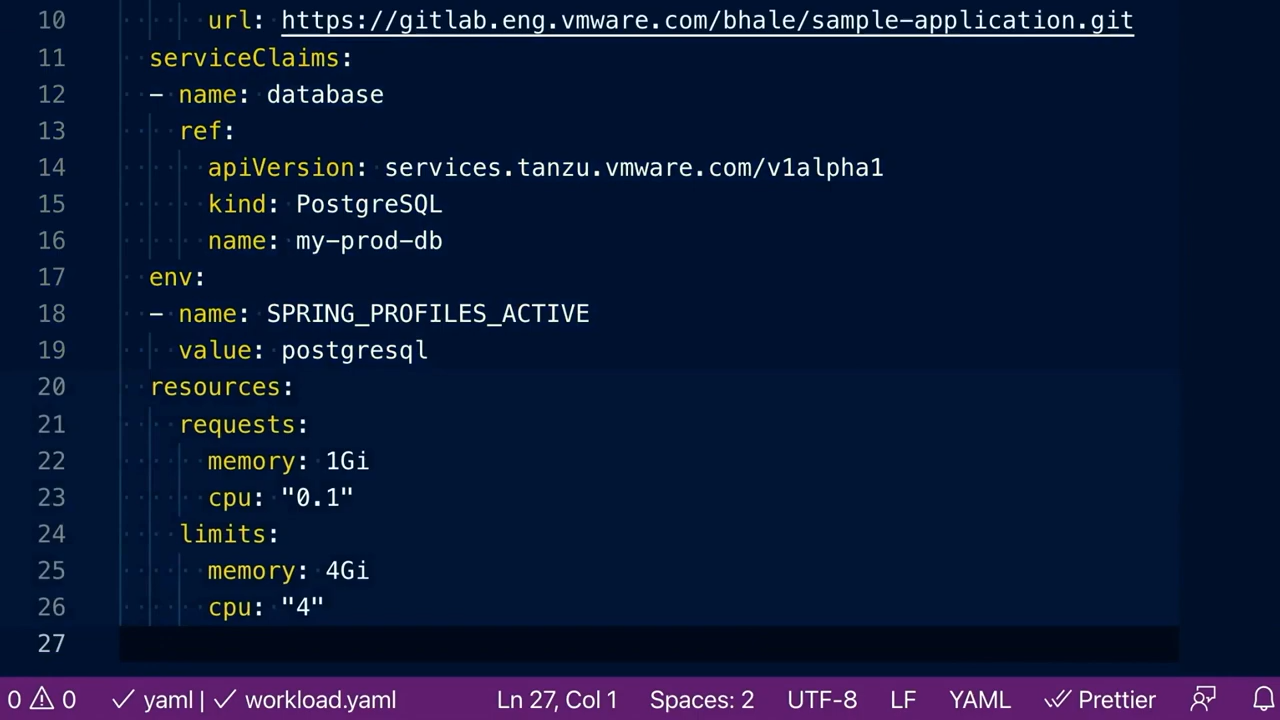 10 url: https://gitlab.eng.vmware.com/bhale/sample-application.git
11 serviceClaims:
12 - name: database
13 ref:
14 apiVersion: services.tanzu.vmware.com/v1alpha1
15 kind: PostgreSQL
16 name: my-prod-db
17 env:
18 - name: SPRING_PROFILES_ACTIVE
19 value: postgresql
20 resources:
21 requests:
22 memory: 1Gi
23 cpu: "0.1"
24 limits:
25 memory: 4Gi
26 cpu: "4"
27
0 0 yaml | workload.yaml Ln 27, Col 1 Spaces: 2 UTF-8 LF YAML Prettier